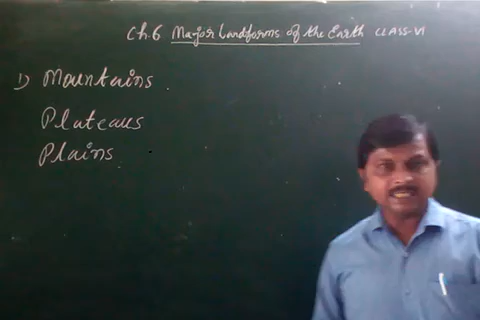 Ch.6 Major Landforms of the Earth CLASS-VI
1) Mountains.
Plateaus
Plains.